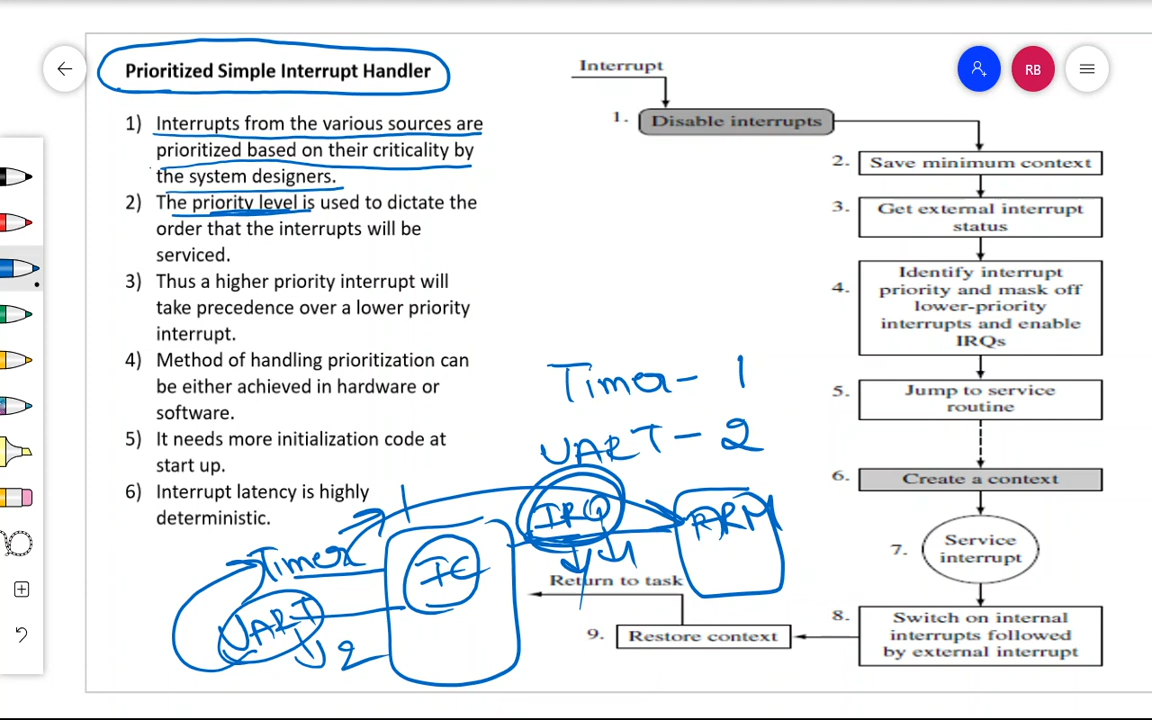 Prioritized Simple Interrupt Handler
1) Interrupts from the various sources are
prioritized based on their criticality by
the system designers.
2) The priority level is used to dictate the
order that the interrupts will be
serviced.
3) Thus a higher priority interrupt will
take precedence over a lower priority
interrupt.
4) Method of handling prioritization can
be either achieved in hardware or
software.
5) It needs more initialization code at
start up.
6) Interrupt latency is highly
deterministic.
Timer - 1
UART - 2
IRQ
ARM
Timer
IC
UART
2
RB
Interrupt
1. Disable interrupts
2. Save minimum context
3. Get external interrupt
status
4. Identify interrupt
priority and mask off
lower-priority
interrupts and enable
IRQs
5. Jump to service
routine
6. Create a context
7. Service
interrupt
8. Switch on internal
interrupts followed
by external interrupt
Return to task
9. Restore context